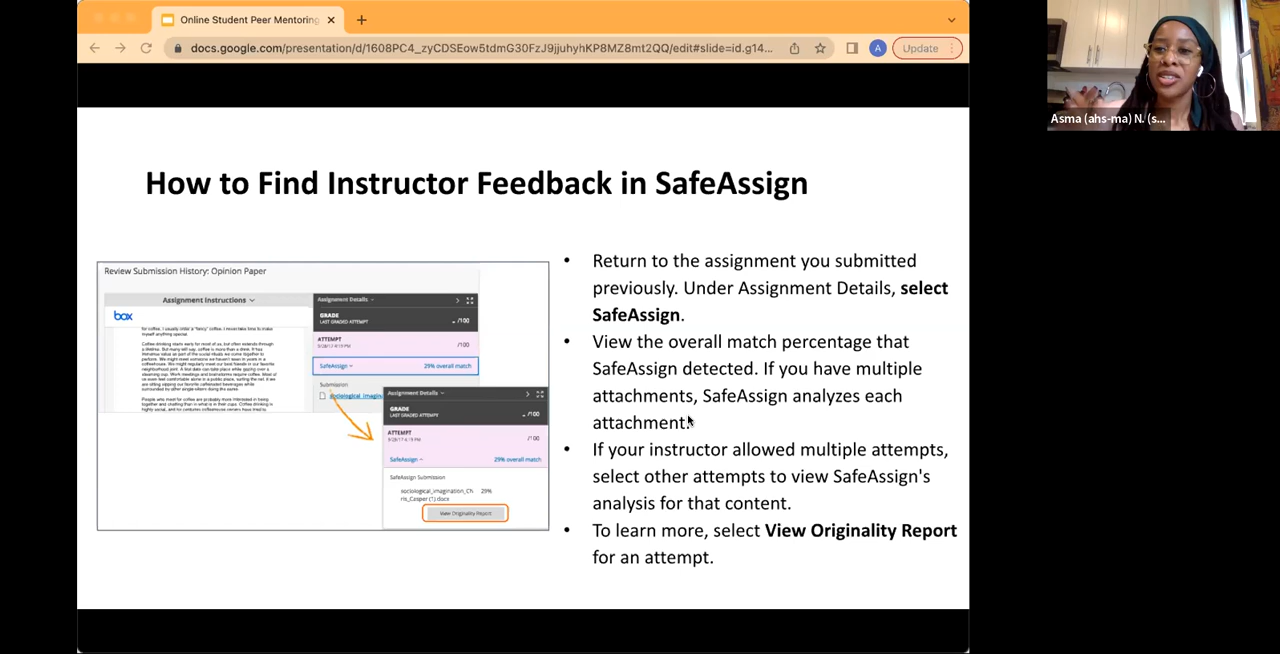 Online Student Peer Mentoring
docs.google.com/presentation/d/1608PC4_zyCDSEow5tdmG30FzJ9jjuhyhKP8MZ8mt2QQ/edit#slide=id.g14...
A
Update
Asma (ahs-ma) N. (s...
How to Find Instructor Feedback in SafeAssign
Review Submission History: Opinion Paper
Assignment Instructions
box
Assignment Details
GRADE
LAST GRADED ATTEMPT
/100
ATTEMPT
/100
SafeAssign
29% overall match
Submission
Assignment Details
GRADE
LAST GRADED ATTEMPT
/100
ATTEMPT
/100
SafeAssign
29% overall match
SafeAssign Submission
sociological_imagination_Ch
29%
ris_Casper (1).docx
View Originality Report
• Return to the assignment you submitted
previously. Under Assignment Details, select
SafeAssign.
• View the overall match percentage that
SafeAssign detected. If you have multiple
attachments, SafeAssign analyzes each
attachment.
• If your instructor allowed multiple attempts,
select other attempts to view SafeAssign's
analysis for that content.
• To learn more, select View Originality Report
for an attempt.